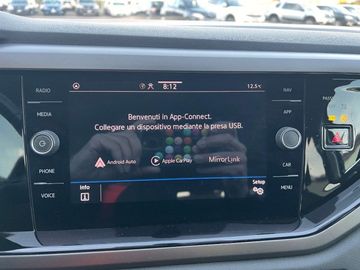 8:12
12.5°C
RADIO
NAV
MEDIA
APP
Benvenuti in App-Connect.
Collegare un dispositivo mediante la presa USB.
Android Auto
Apple CarPlay
MirrorLink
CAR
PHONE
Info
Setup
VOICE
MENU